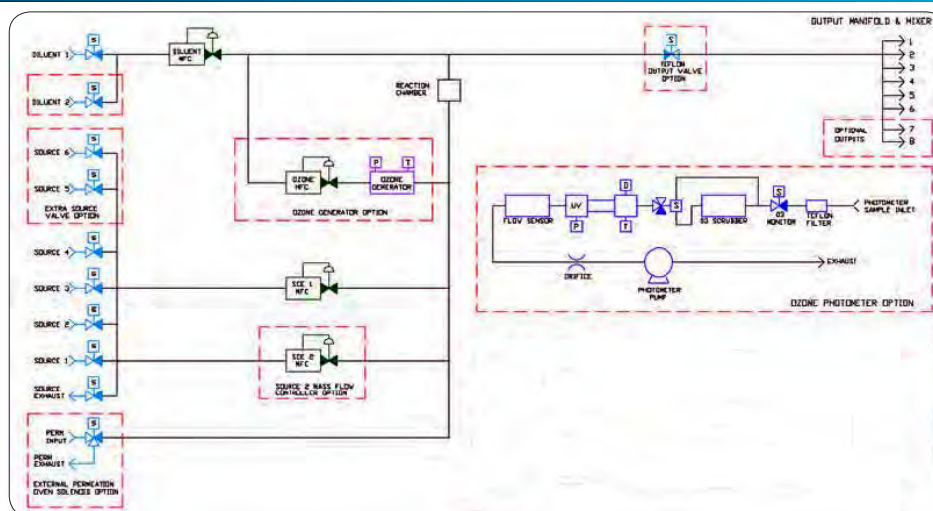 OUTPUT MANIFOLD & MIXER
S
DILUENT 1
DILUENT
MFC
S
TEFLON
OUTPUT VALVE
OPTION
1
2
3
4
5
6
OPTIONAL
OUTPUTS
7
8
S
DILUENT 2
REACTION
CHAMBER
S
SOURCE 6
S
SOURCE 5
EXTRA SOURCE
VALVE OPTION
OZONE
MFC
P
T
OZONE
GENERATOR
OZONE GENERATOR OPTION
FLOW SENSOR
UV
P
D
T
S
O3 SCRUBBER
S
O3
MONITOR
TEFLON
FILTER
PHOTOMETER
SAMPLE INLET
ORIFICE
PHOTOMETER
PUMP
EXHAUST
OZONE PHOTOMETER OPTION
S
SOURCE 4
S
SOURCE 3
SCE 1
MFC
S
SOURCE 2
S
SOURCE 1
SCE 2
MFC
SOURCE 2 MASS FLOW
CONTROLLER OPTION
S
SOURCE
EXHAUST
S
PERM
INPUT
PERM
EXHAUST
EXTERNAL PERMEATION
OVEN SOLENOID OPTION